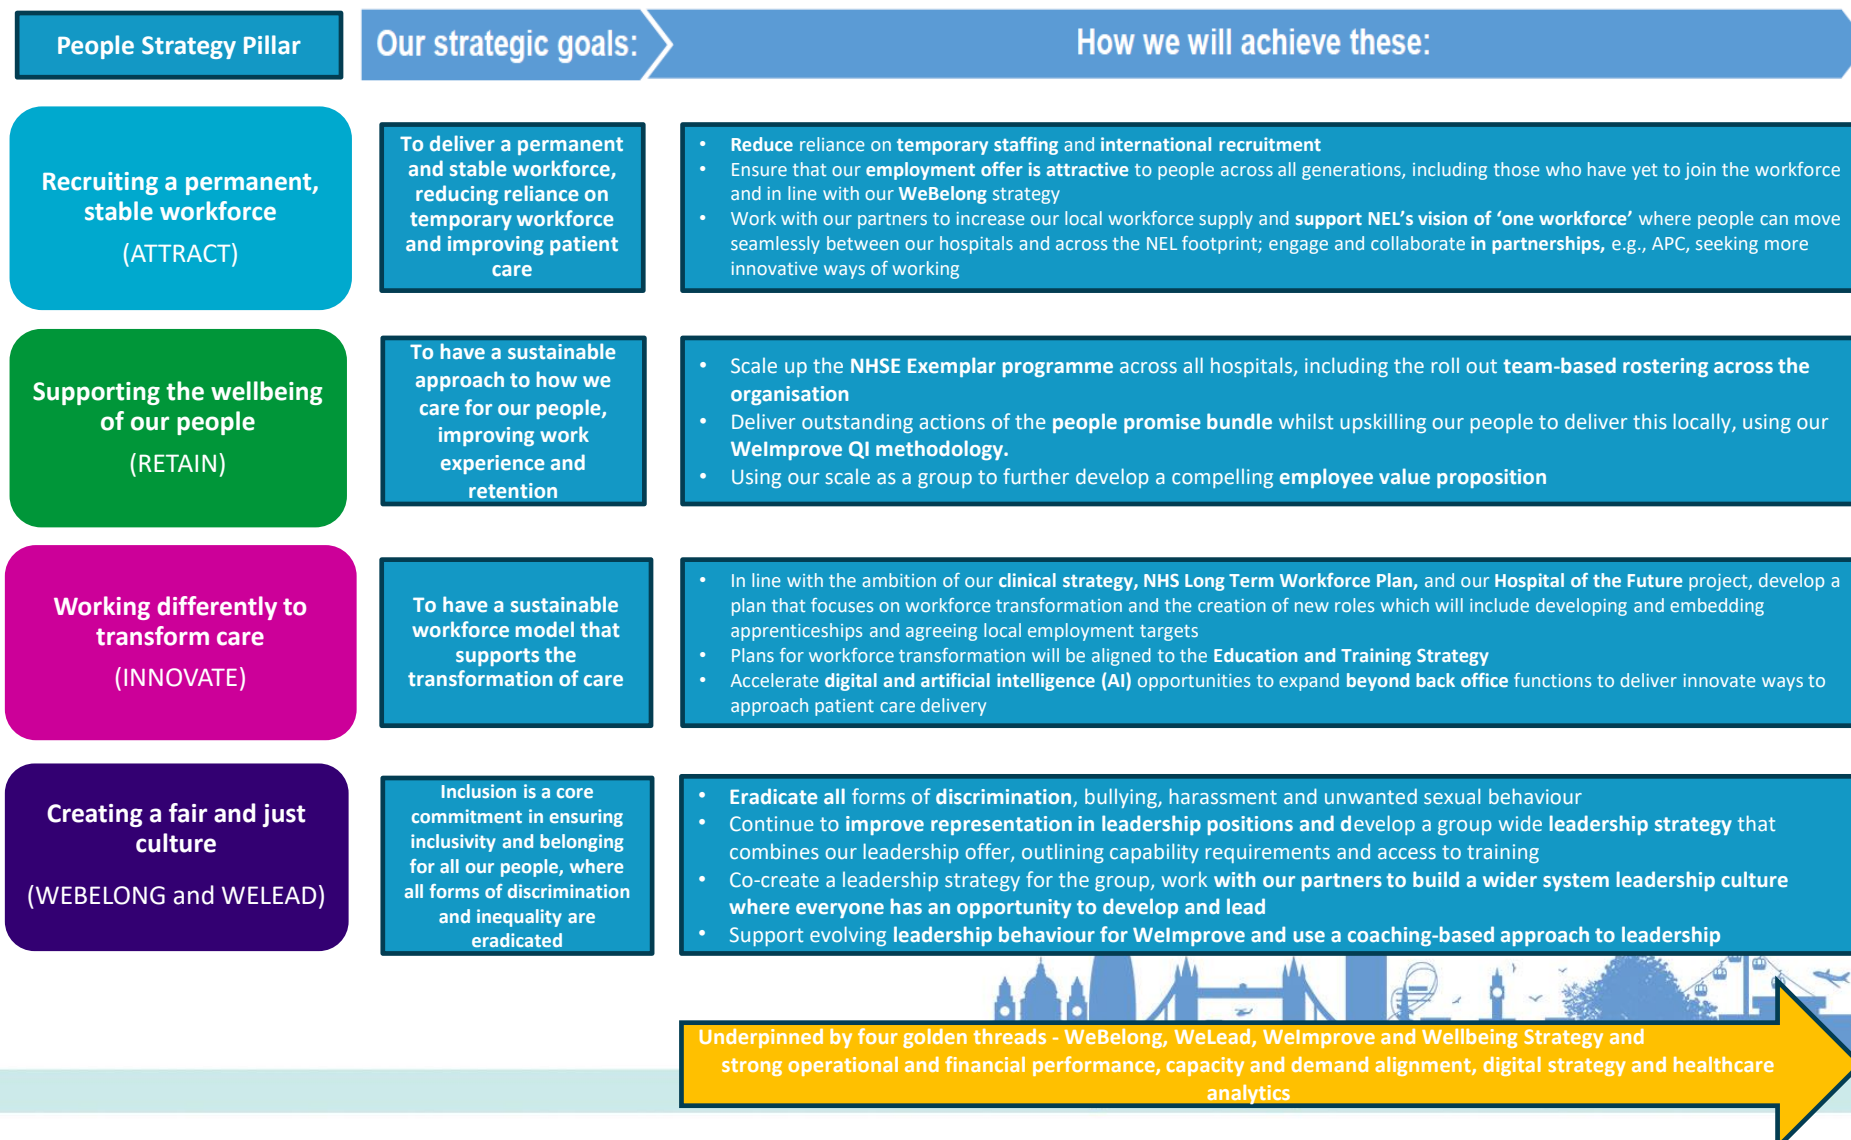 People Strategy Pillar
Our strategic goals:
How we will achieve these:
Recruiting a permanent,
stable workforce
(ATTRACT)
To deliver a permanent
and stable workforce,
reducing reliance on
temporary workforce
and improving patient
care
• Reduce reliance on temporary staffing and international recruitment
• Ensure that our employment offer is attractive to people across all generations, including those who have yet to join the workforce
and in line with our WeBelong strategy
• Work with our partners to increase our local workforce supply and support NEL's vision of 'one workforce' where people can move
seamlessly between our hospitals and across the NEL footprint; engage and collaborate in partnerships, e.g., APC, seeking more
innovative ways of working
Supporting the wellbeing
of our people
(RETAIN)
To have a sustainable
approach to how we
care for our people,
improving work
experience and
retention
• Scale up the NHSE Exemplar programme across all hospitals, including the roll out team-based rostering across the
organisation
• Deliver outstanding actions of the people promise bundle whilst upskilling our people to deliver this locally, using our
WeImprove QI methodology.
• Using our scale as a group to further develop a compelling employee value proposition
Working differently to
transform care
(INNOVATE)
To have a sustainable
workforce model that
supports the
transformation of care
• In line with the ambition of our clinical strategy, NHS Long Term Workforce Plan, and our Hospital of the Future project, develop a
plan that focuses on workforce transformation and the creation of new roles which will include developing and embedding
apprenticeships and agreeing local employment targets
• Plans for workforce transformation will be aligned to the Education and Training Strategy
• Accelerate digital and artificial intelligence (AI) opportunities to expand beyond back office functions to deliver innovate ways to
approach patient care delivery
Creating a fair and just
culture
(WEBELONG and WELEAD)
Inclusion is a core
commitment in ensuring
inclusivity and belonging
for all our people, where
all forms of discrimination
and inequality are
eradicated
• Eradicate all forms of discrimination, bullying, harassment and unwanted sexual behaviour
• Continue to improve representation in leadership positions and develop a group wide leadership strategy that
combines our leadership offer, outlining capability requirements and access to training
• Co-create a leadership strategy for the group, work with our partners to build a wider system leadership culture
where everyone has an opportunity to develop and lead
• Support evolving leadership behaviour for WeImprove and use a coaching-based approach to leadership
Underpinned by four golden threads - WeBelong, WeLead, WeImprove and Wellbeing Strategy and
strong operational and financial performance, capacity and demand alignment, digital strategy and healthcare
analytics